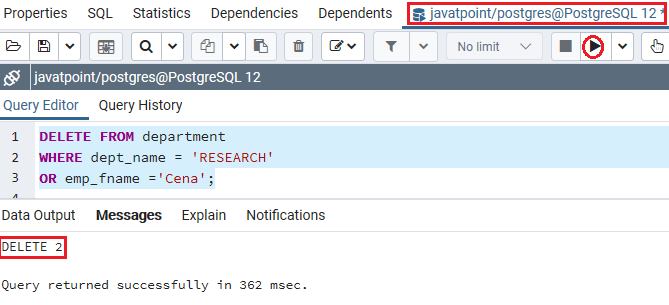 Properties SQL Statistics Dependencies Dependents javatpoint/postgres@PostgreSQL 12 *
No limit
javatpoint/postgres@PostgreSQL 12
Query Editor Query History
1 DELETE FROM department
2 WHERE dept_name = 'RESEARCH'
3 OR emp_fname ='Cena';
4
Data Output Messages Explain Notifications
DELETE 2
Query returned successfully in 362 msec.